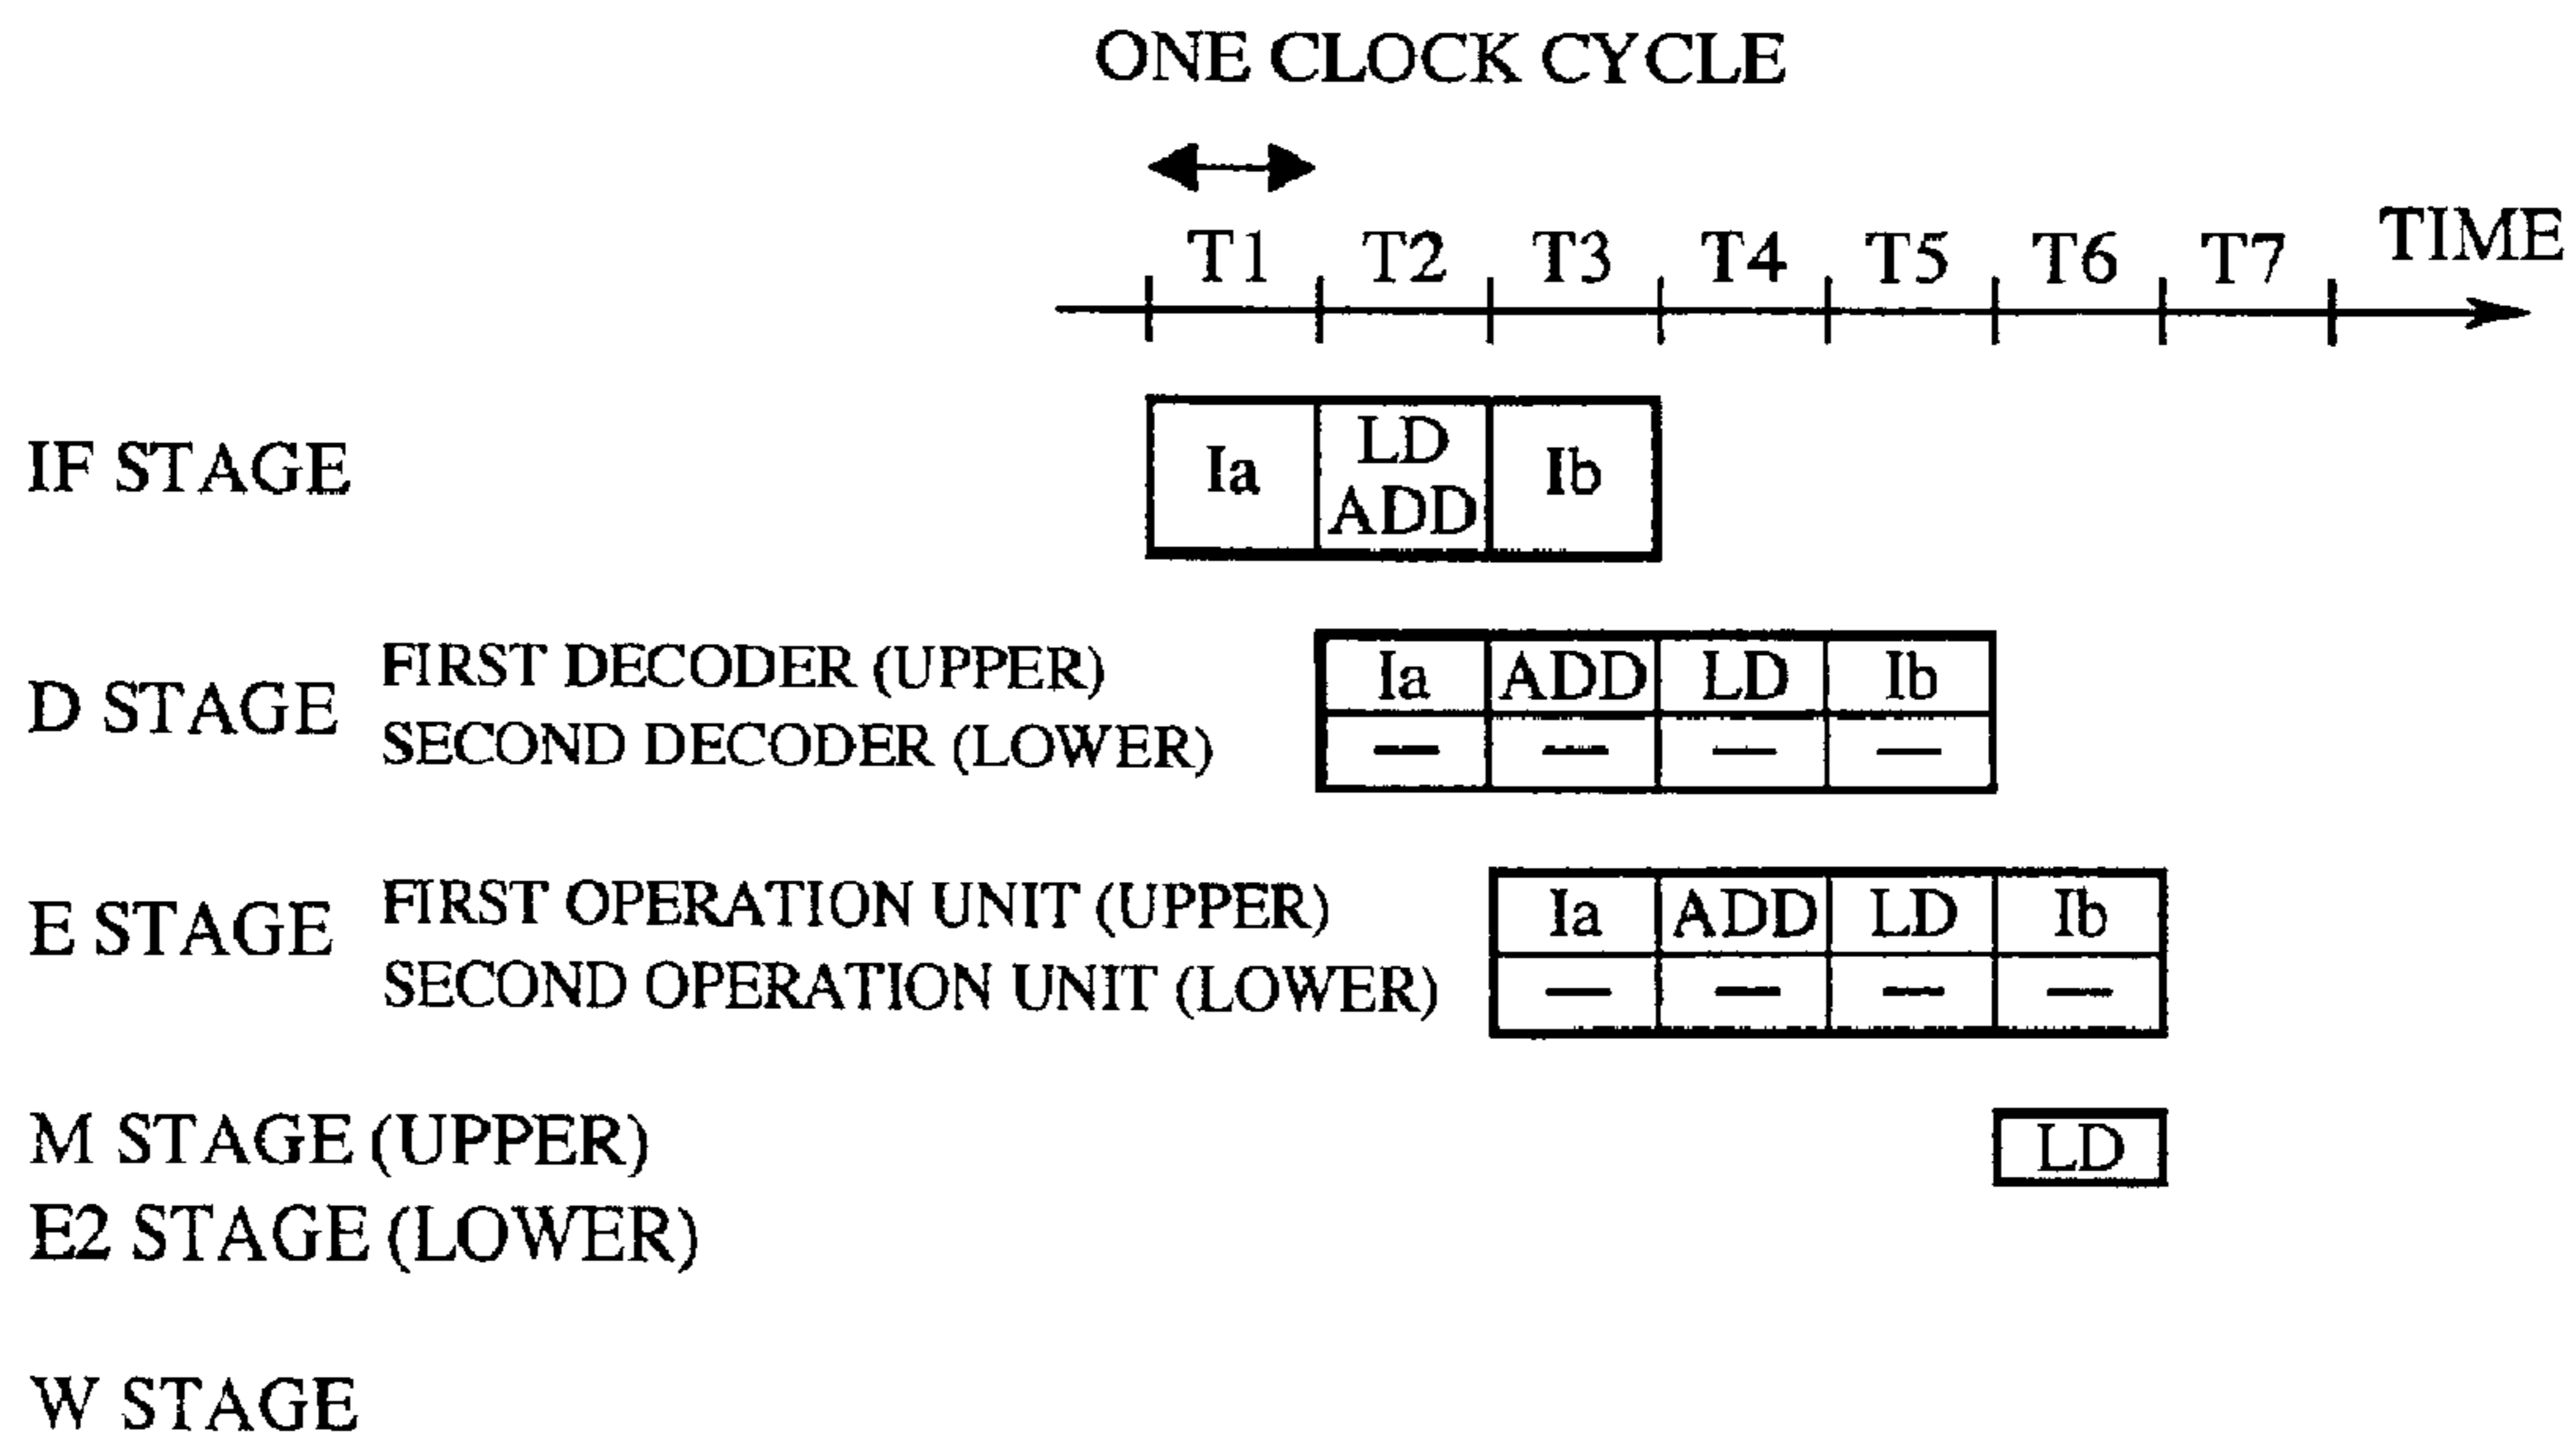 ONE CLOCK CYCLE
T1 T2 T3 T4 T5 T6 T7 TIME
IF STAGE Ia LD ADD Ib
D STAGE FIRST DECODER (UPPER) Ia ADD LD Ib
SECOND DECODER (LOWER) — — — —
E STAGE FIRST OPERATION UNIT (UPPER) Ia ADD LD Ib
SECOND OPERATION UNIT (LOWER) — — — —
M STAGE (UPPER) LD
E2 STAGE (LOWER)
W STAGE